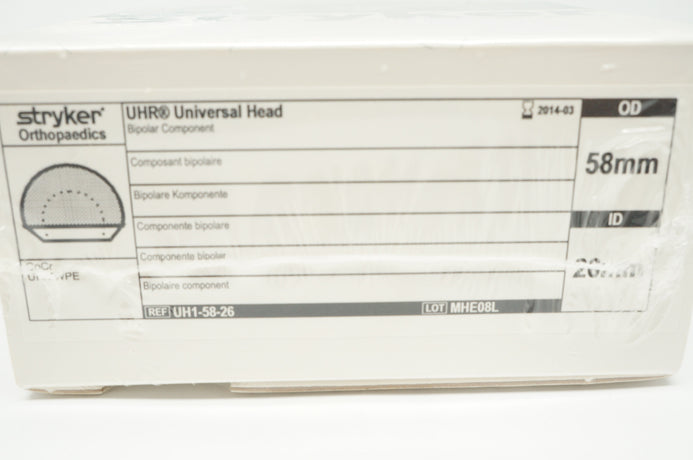 stryker®
Orthopaedics
UHR® Universal Head
2014-03
Bipolar Component
Composant bipolaire
Bipolare Komponente
Componente bipolare
Componente bipolar
Bipolaire component
OD
58mm
ID
REF UH1-58-26
LOT MHE08L